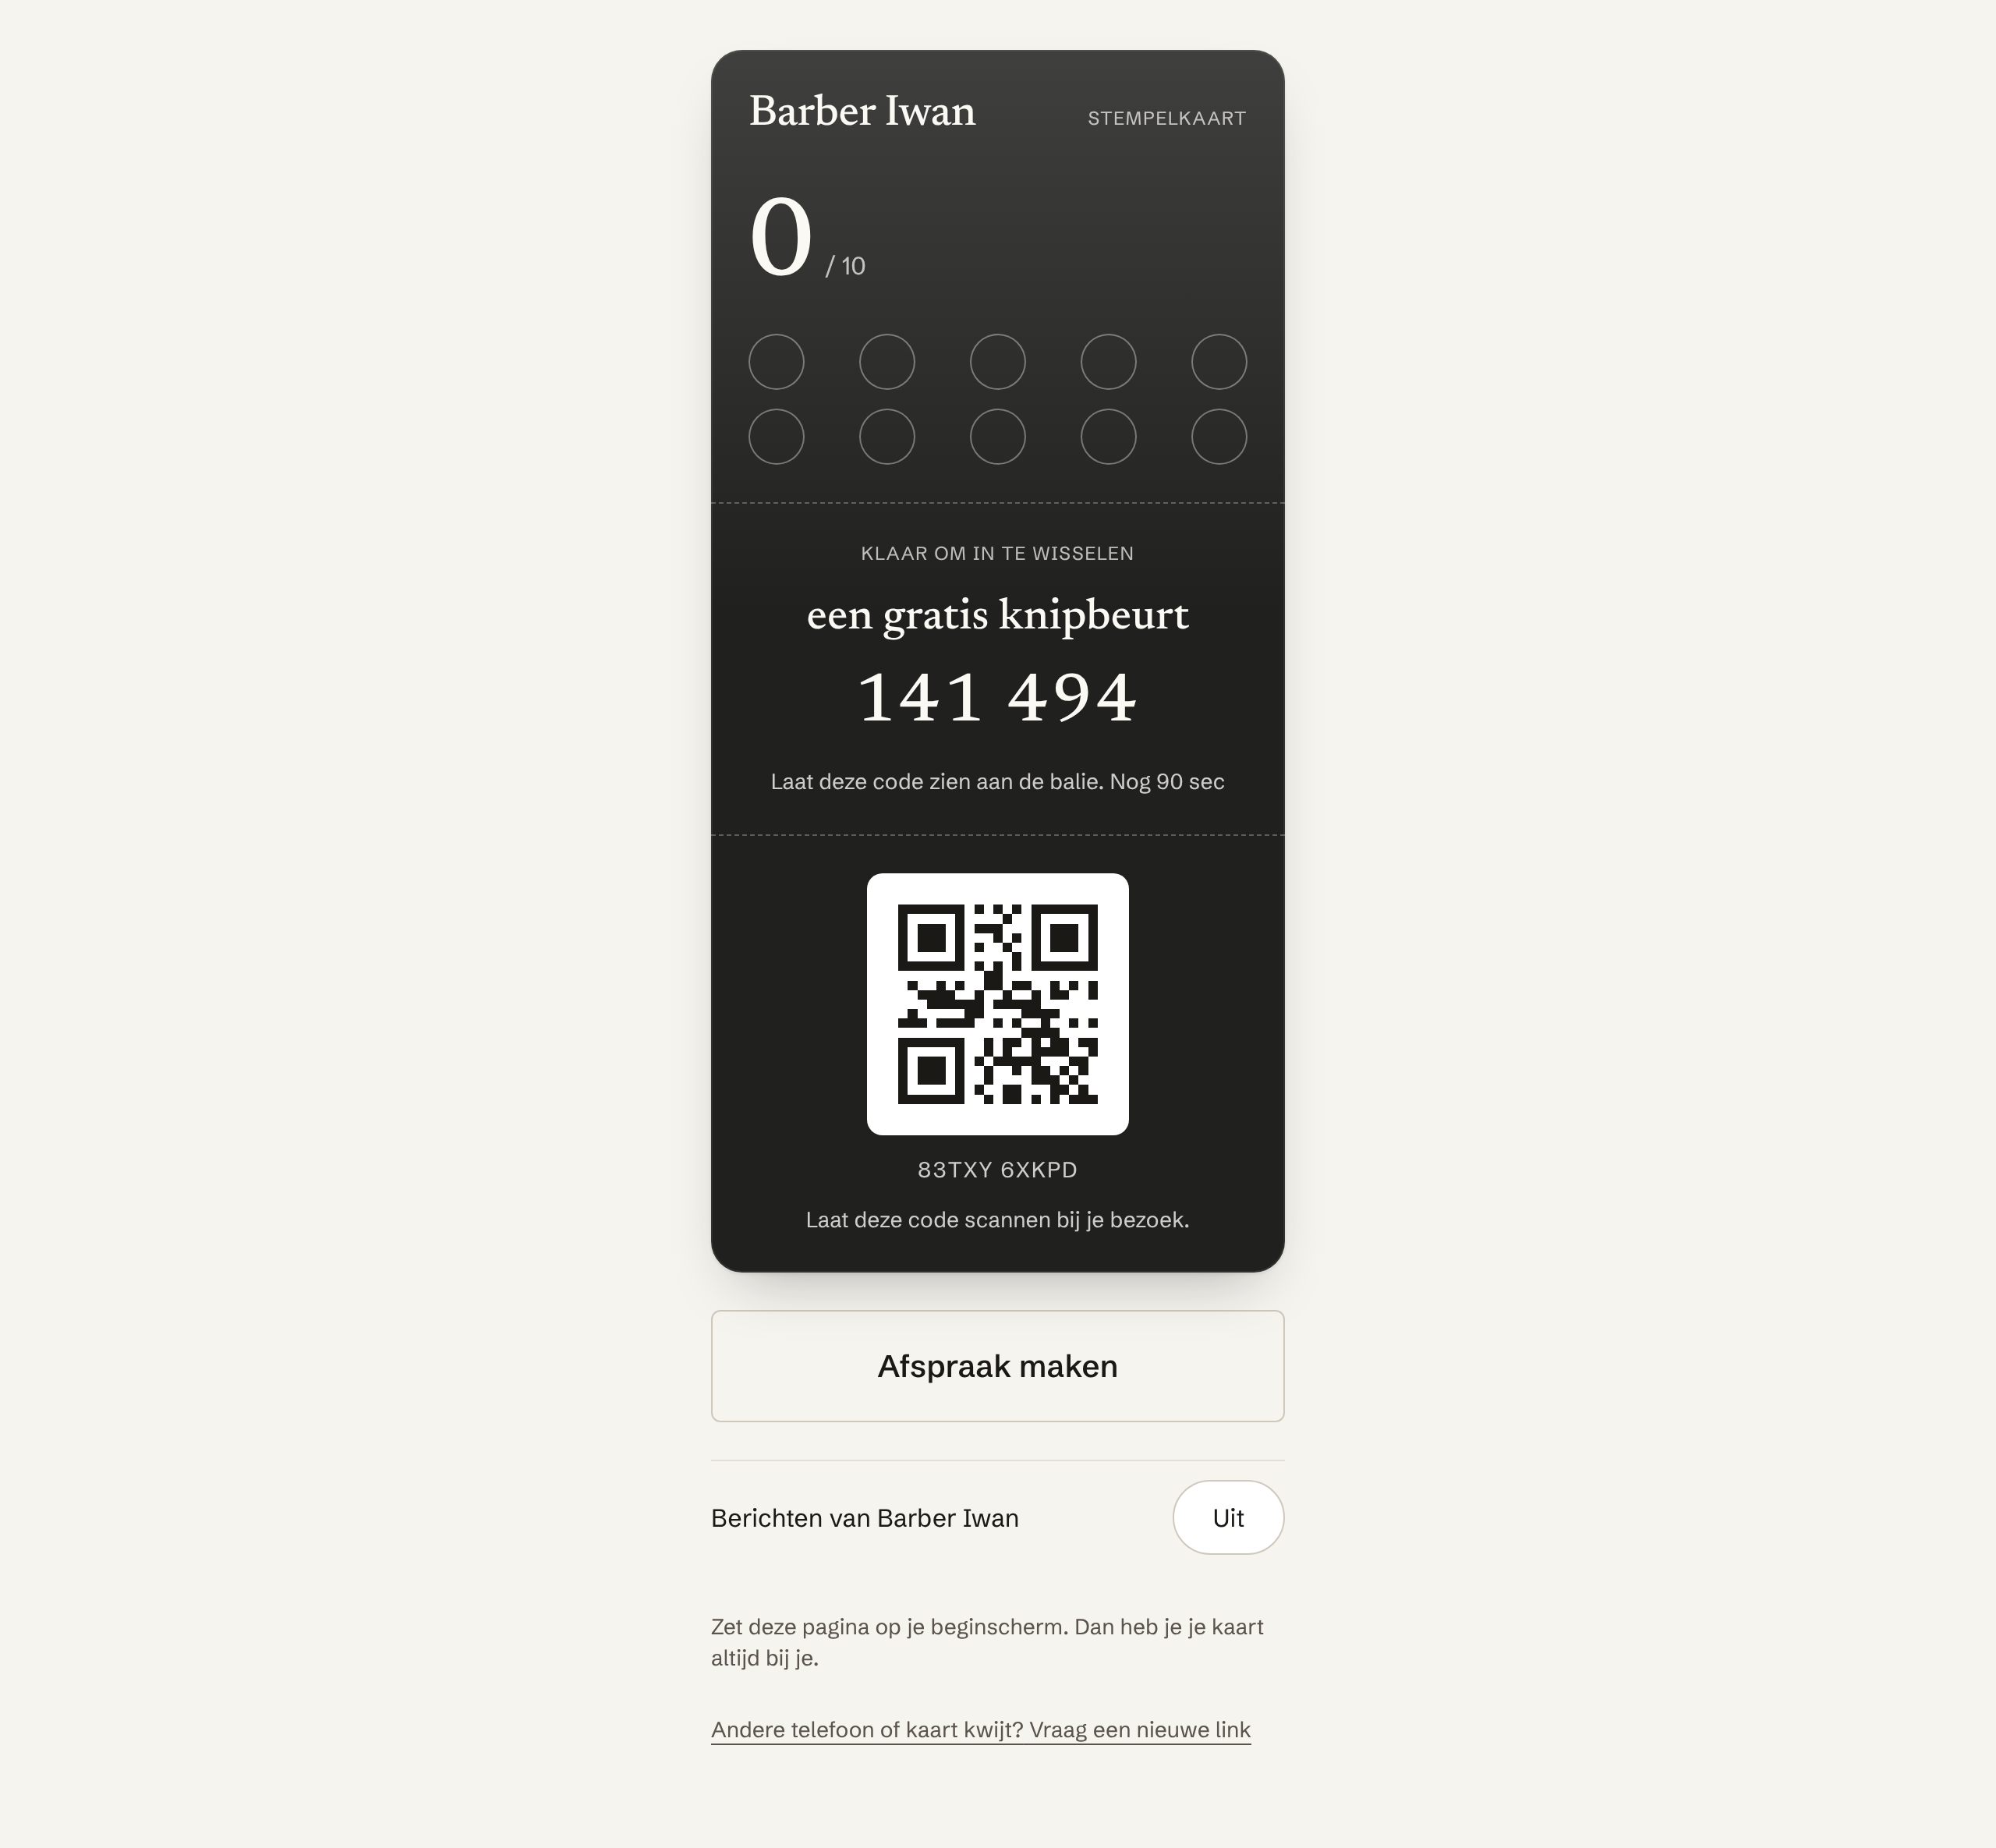 Barber Iwan
STEMPELKAART
0 / 10
KLAAR OM IN TE WISSELEN
een gratis knipbeurt
141 494
Laat deze code zien aan de balie. Nog 90 sec
83TXY 6XKPD
Laat deze code scannen bij je bezoek.
Afspraak maken
Berichten van Barber Iwan
Uit
Zet deze pagina op je beginscherm. Dan heb je je kaart
altijd bij je.
Andere telefoon of kaart kwijt? Vraag een nieuwe link